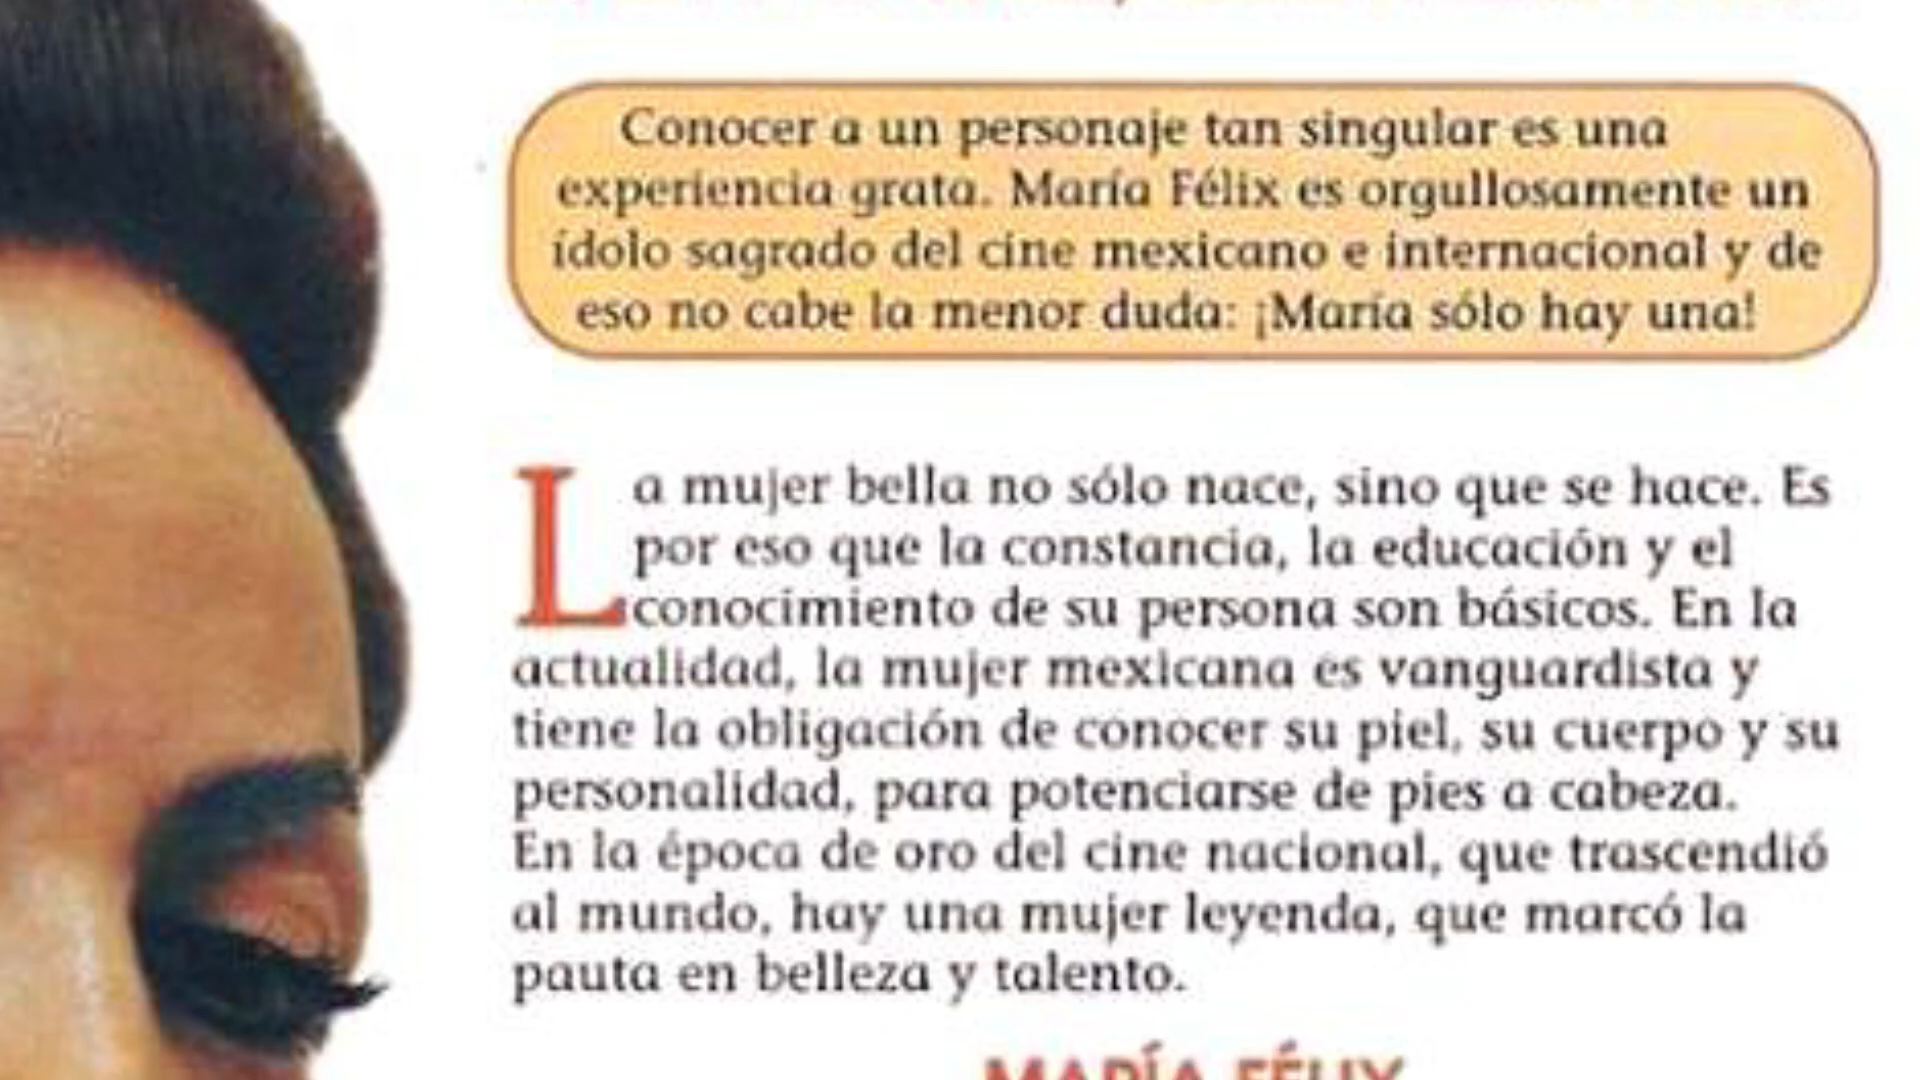 Conocer a un personaje tan singular es una
experiencia grata. María Félix es orgullosamente un
ídolo sagrado del cine mexicano e internacional y de
eso no cabe la menor duda: ¡María sólo hay una!
La mujer bella no sólo nace, sino que se hace. Es
por eso que la constancia, la educación y el
conocimiento de su persona son básicos. En la
actualidad, la mujer mexicana es vanguardista y
tiene la obligación de conocer su piel, su cuerpo y su
personalidad, para potenciarse de pies a cabeza.
En la época de oro del cine nacional, que trascendió
al mundo, hay una mujer leyenda, que marcó la
pauta en belleza y talento.
MARÍA FÉLIX